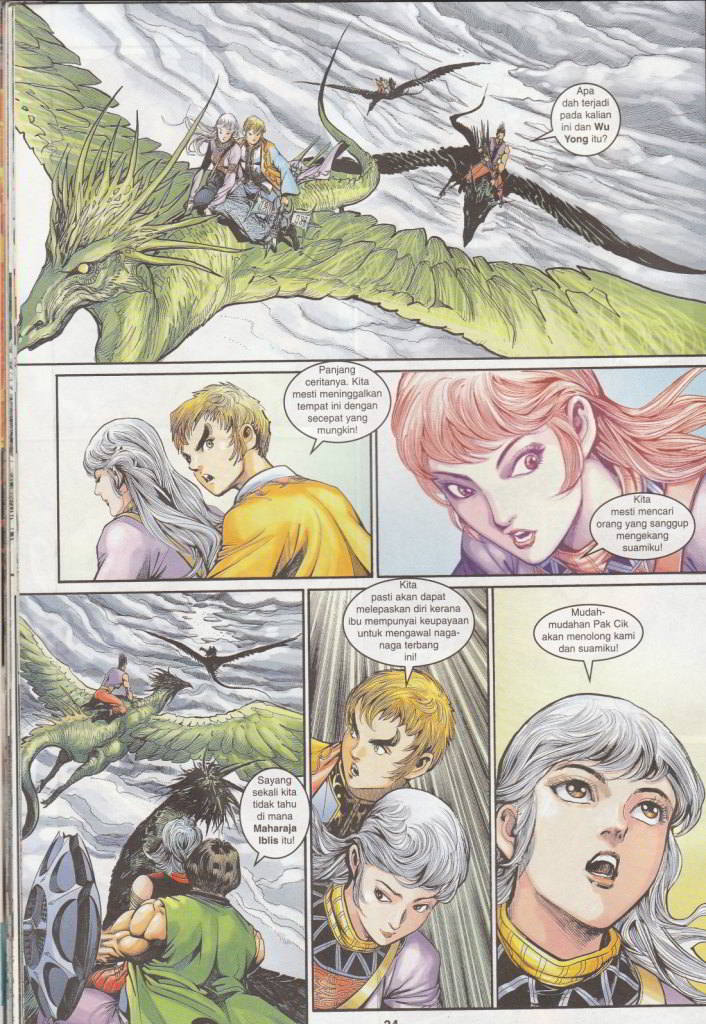 Apa
dah terjadi
pada kalian
ini dan Wu
Yong itu?
Panjang
ceritanya. Kita
mesti meninggalkan
tempat ini dengan
secepat yang
mungkin!
Kita
mesti mencari
orang yang sanggup
mengekang
suamiku!
Sayang
sekali kita
tidak tahu
di mana
Maharaja
Iblis itu!
Kita
pasti akan dapat
melepaskan diri kerana
ibu mempunyai keupayaan
untuk mengawal naga-
naga terbang
ini!
Mudah-
mudahan Pak Cik
akan menolong kami
dan suamiku!
24